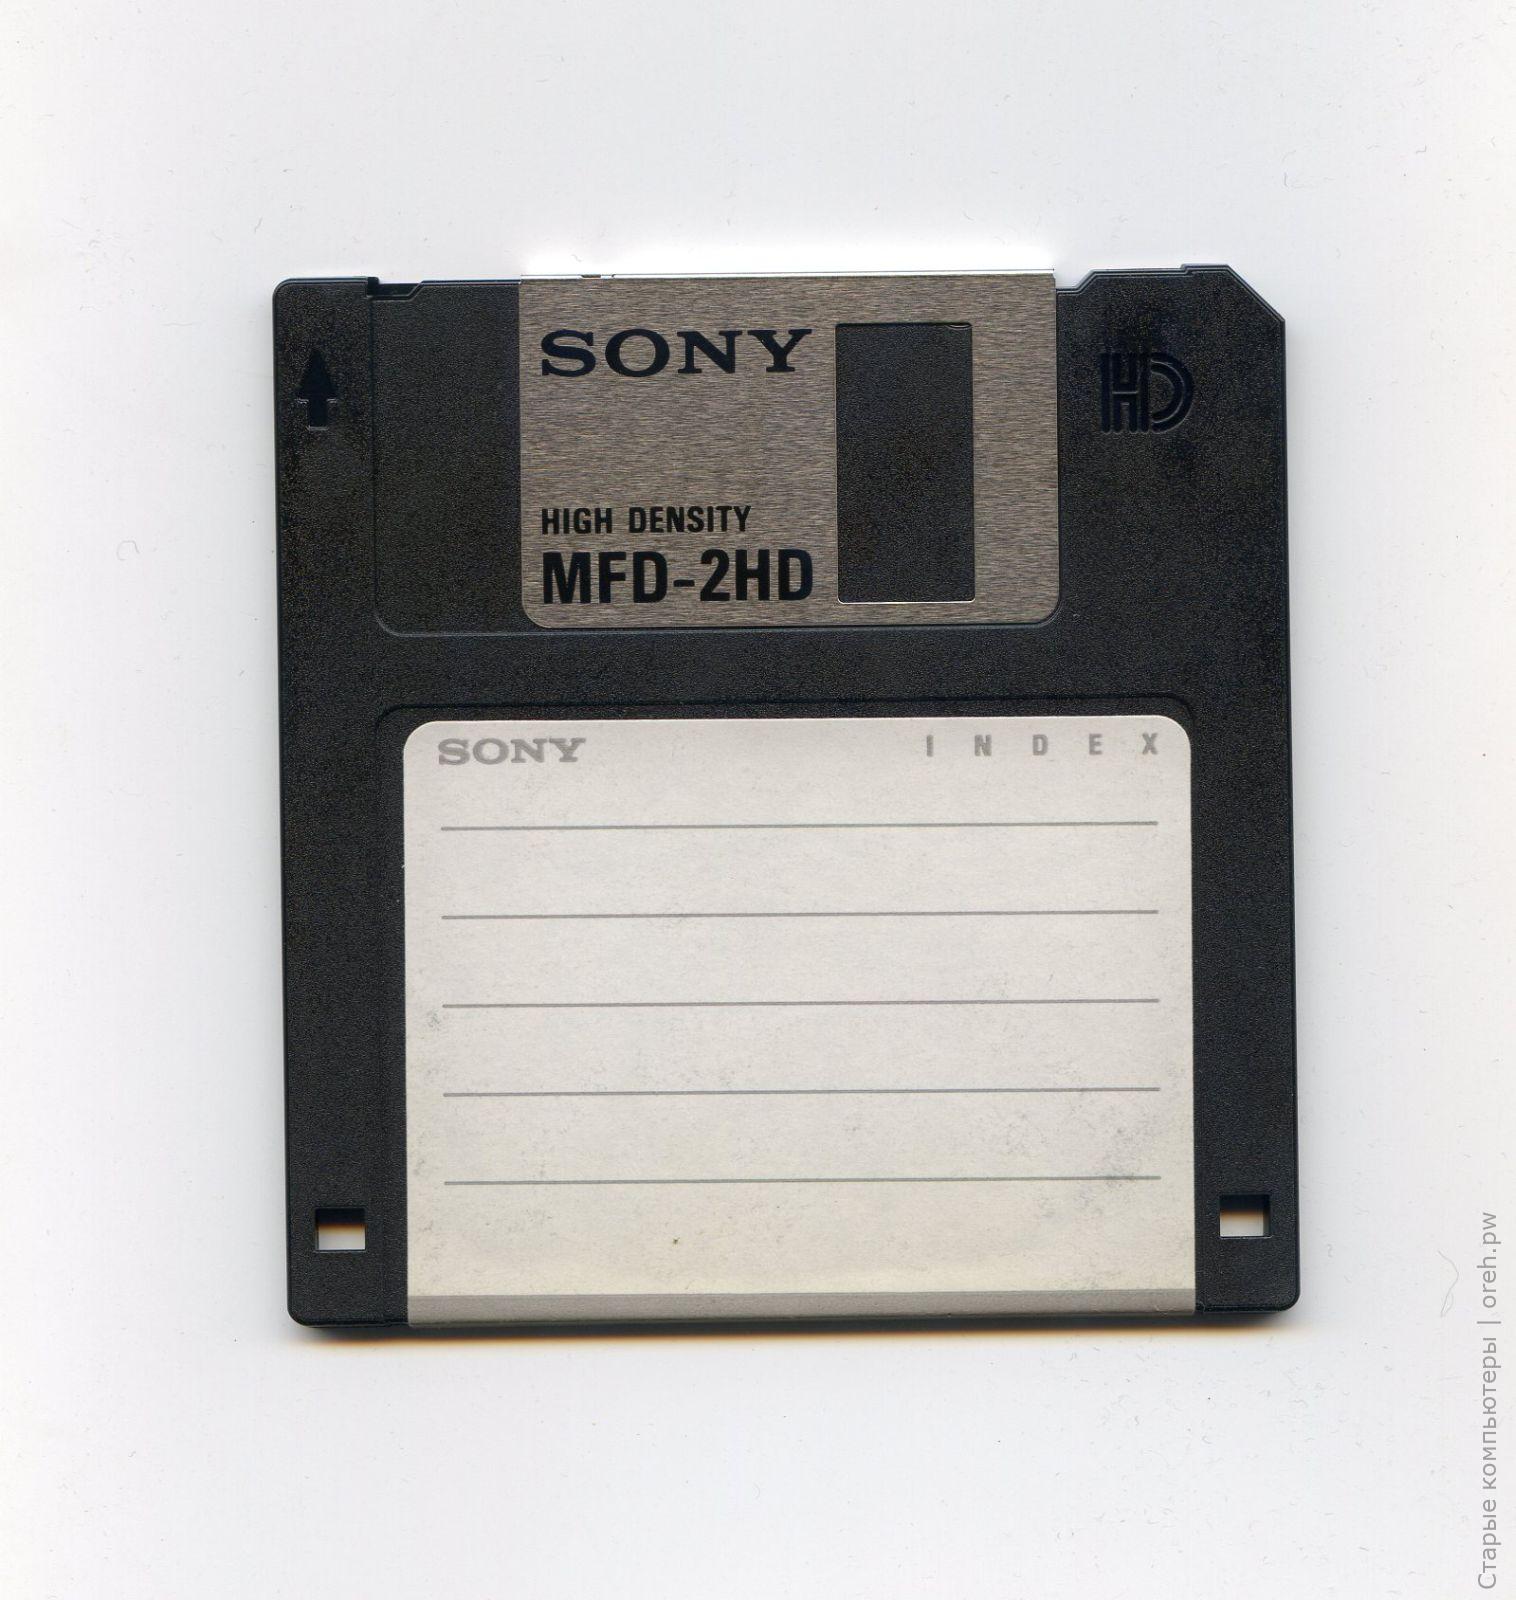 SONY
HD
HIGH DENSITY
MFD-2HD
SONY
INDEX
Старые компьютеры | oreh.pw